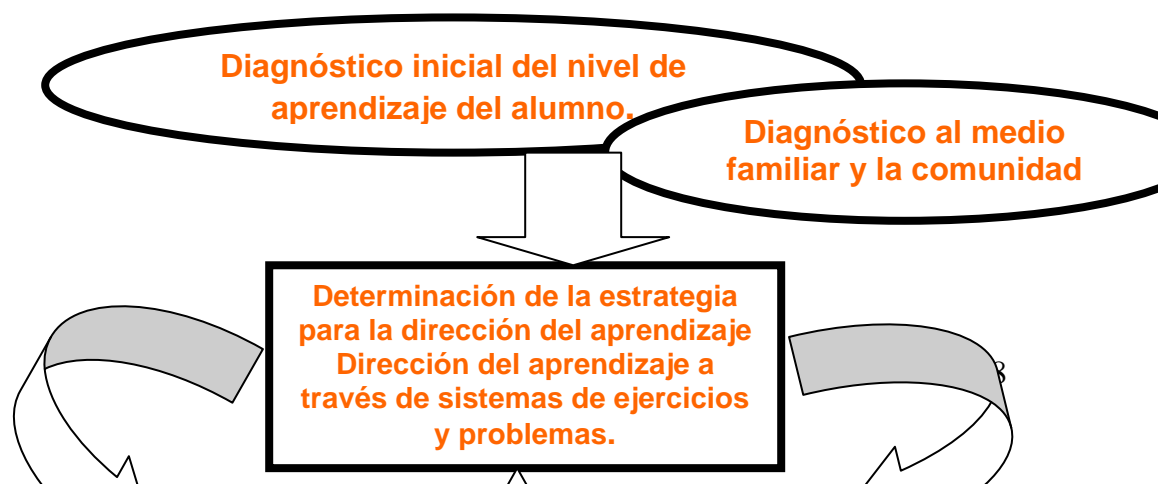 Diagnóstico inicial del nivel de
aprendizaje del alumno.
Diagnóstico al medio
familiar y la comunidad
Determinación de la estrategia
para la dirección del aprendizaje
Dirección del aprendizaje a
través de sistemas de ejercicios
y problemas.